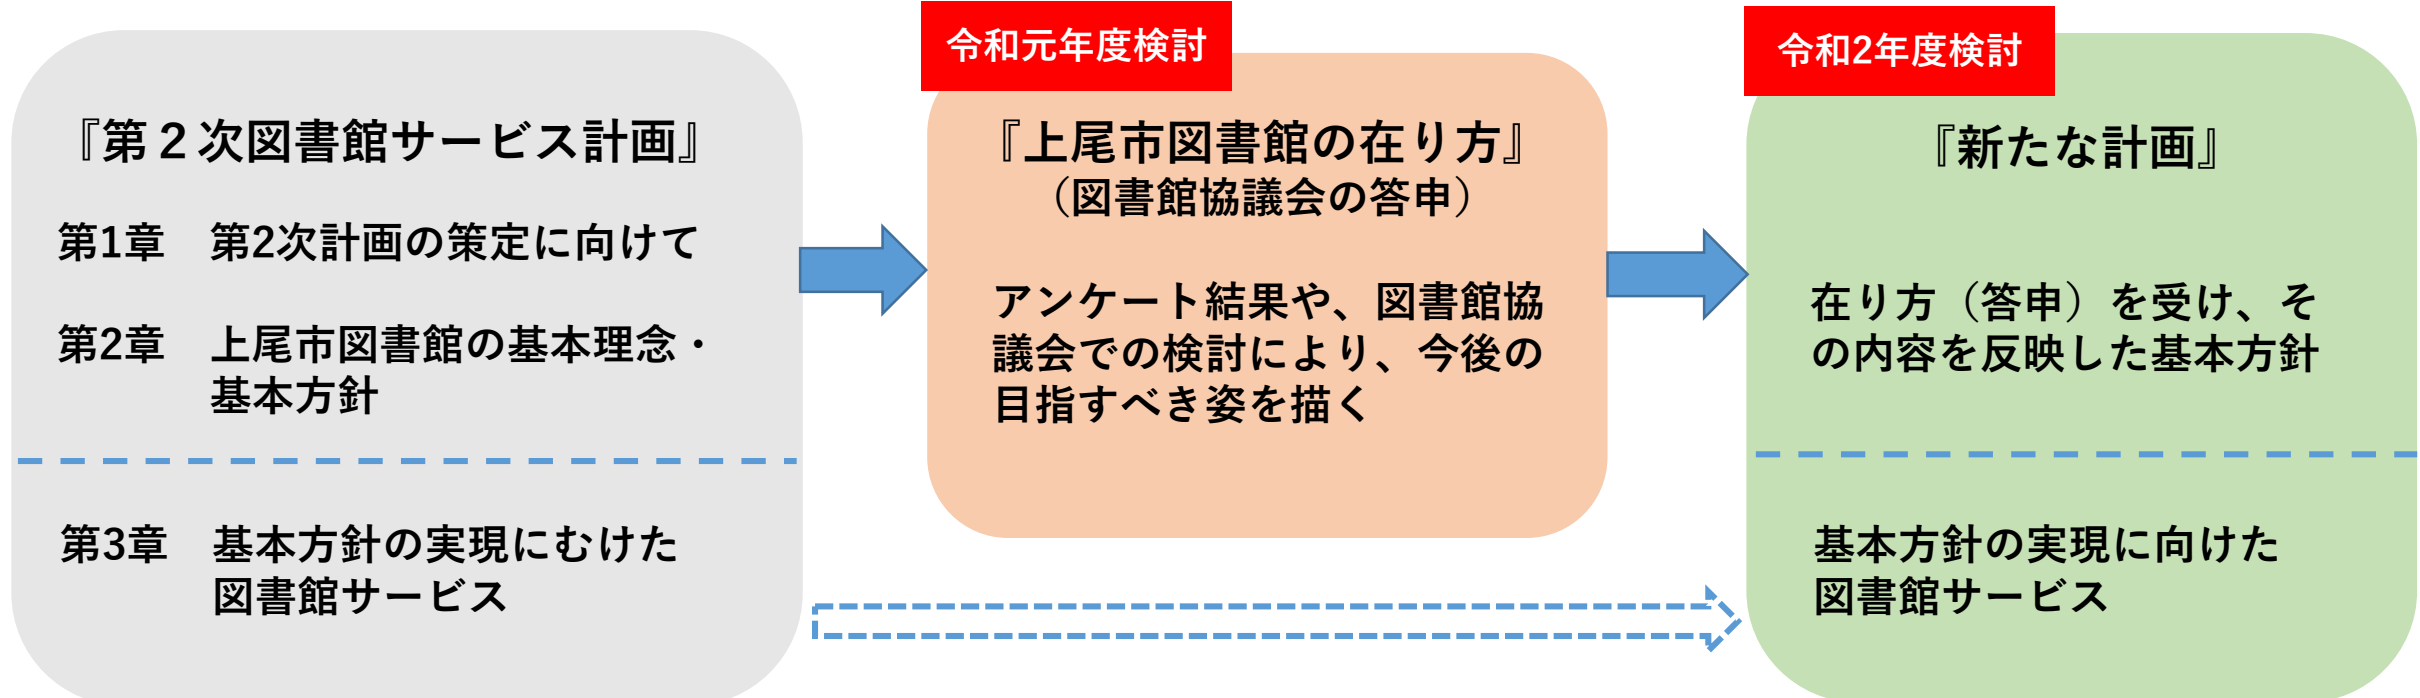 『第２次図書館サービス計画』
第1章　第2次計画の策定に向けて
第2章　上尾市図書館の基本理念・
基本方針
第3章　基本方針の実現にむけた
図書館サービス
令和元年度検討
『上尾市図書館の在り方』
（図書館協議会の答申）
アンケート結果や、図書館協
議会での検討により、今後の
目指すべき姿を描く
令和2年度検討
『新たな計画』
在り方（答申）を受け、そ
の内容を反映した基本方針
基本方針の実現に向けた
図書館サービス